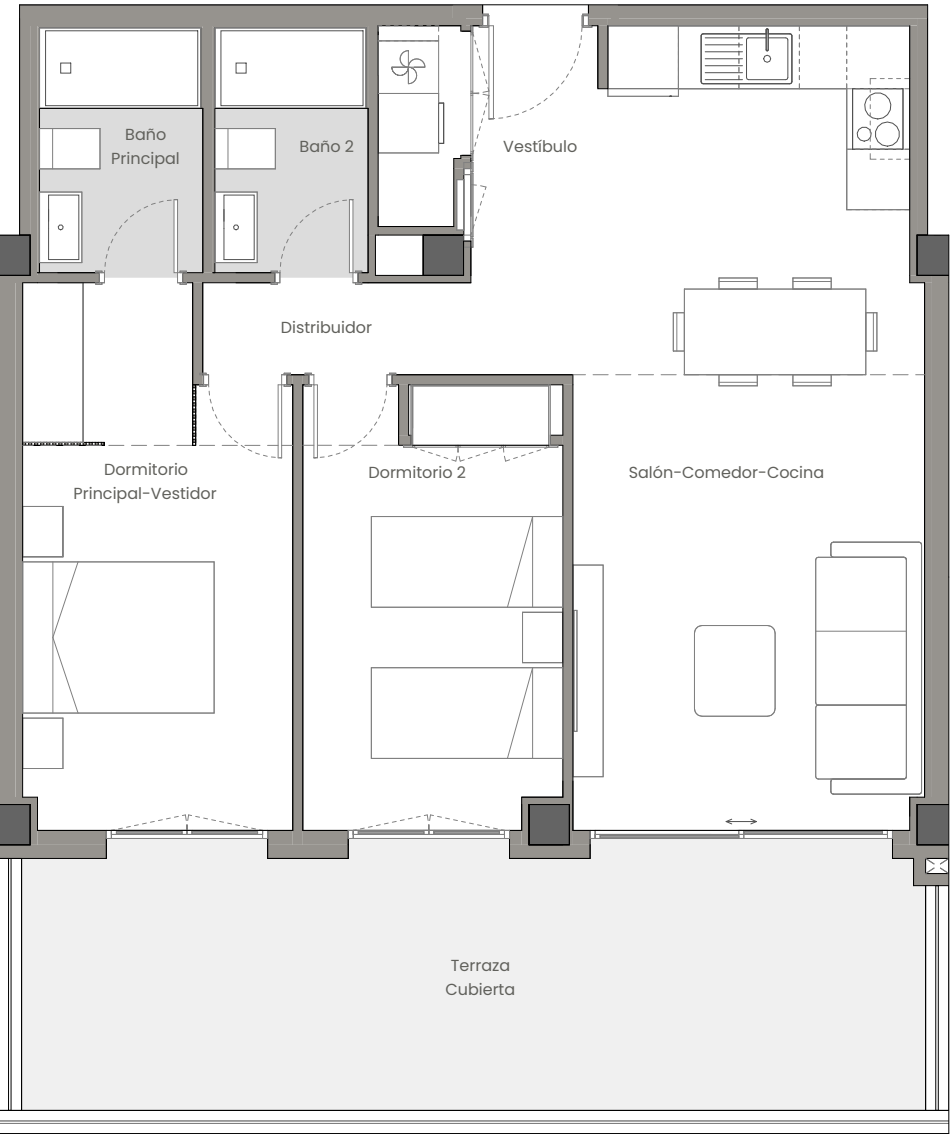 Baño
Principal
Baño 2
Vestíbulo
Distribuidor
Dormitorio
Principal-Vestidor
Dormitorio 2
Salón-Comedor-Cocina
Terraza
Cubierta